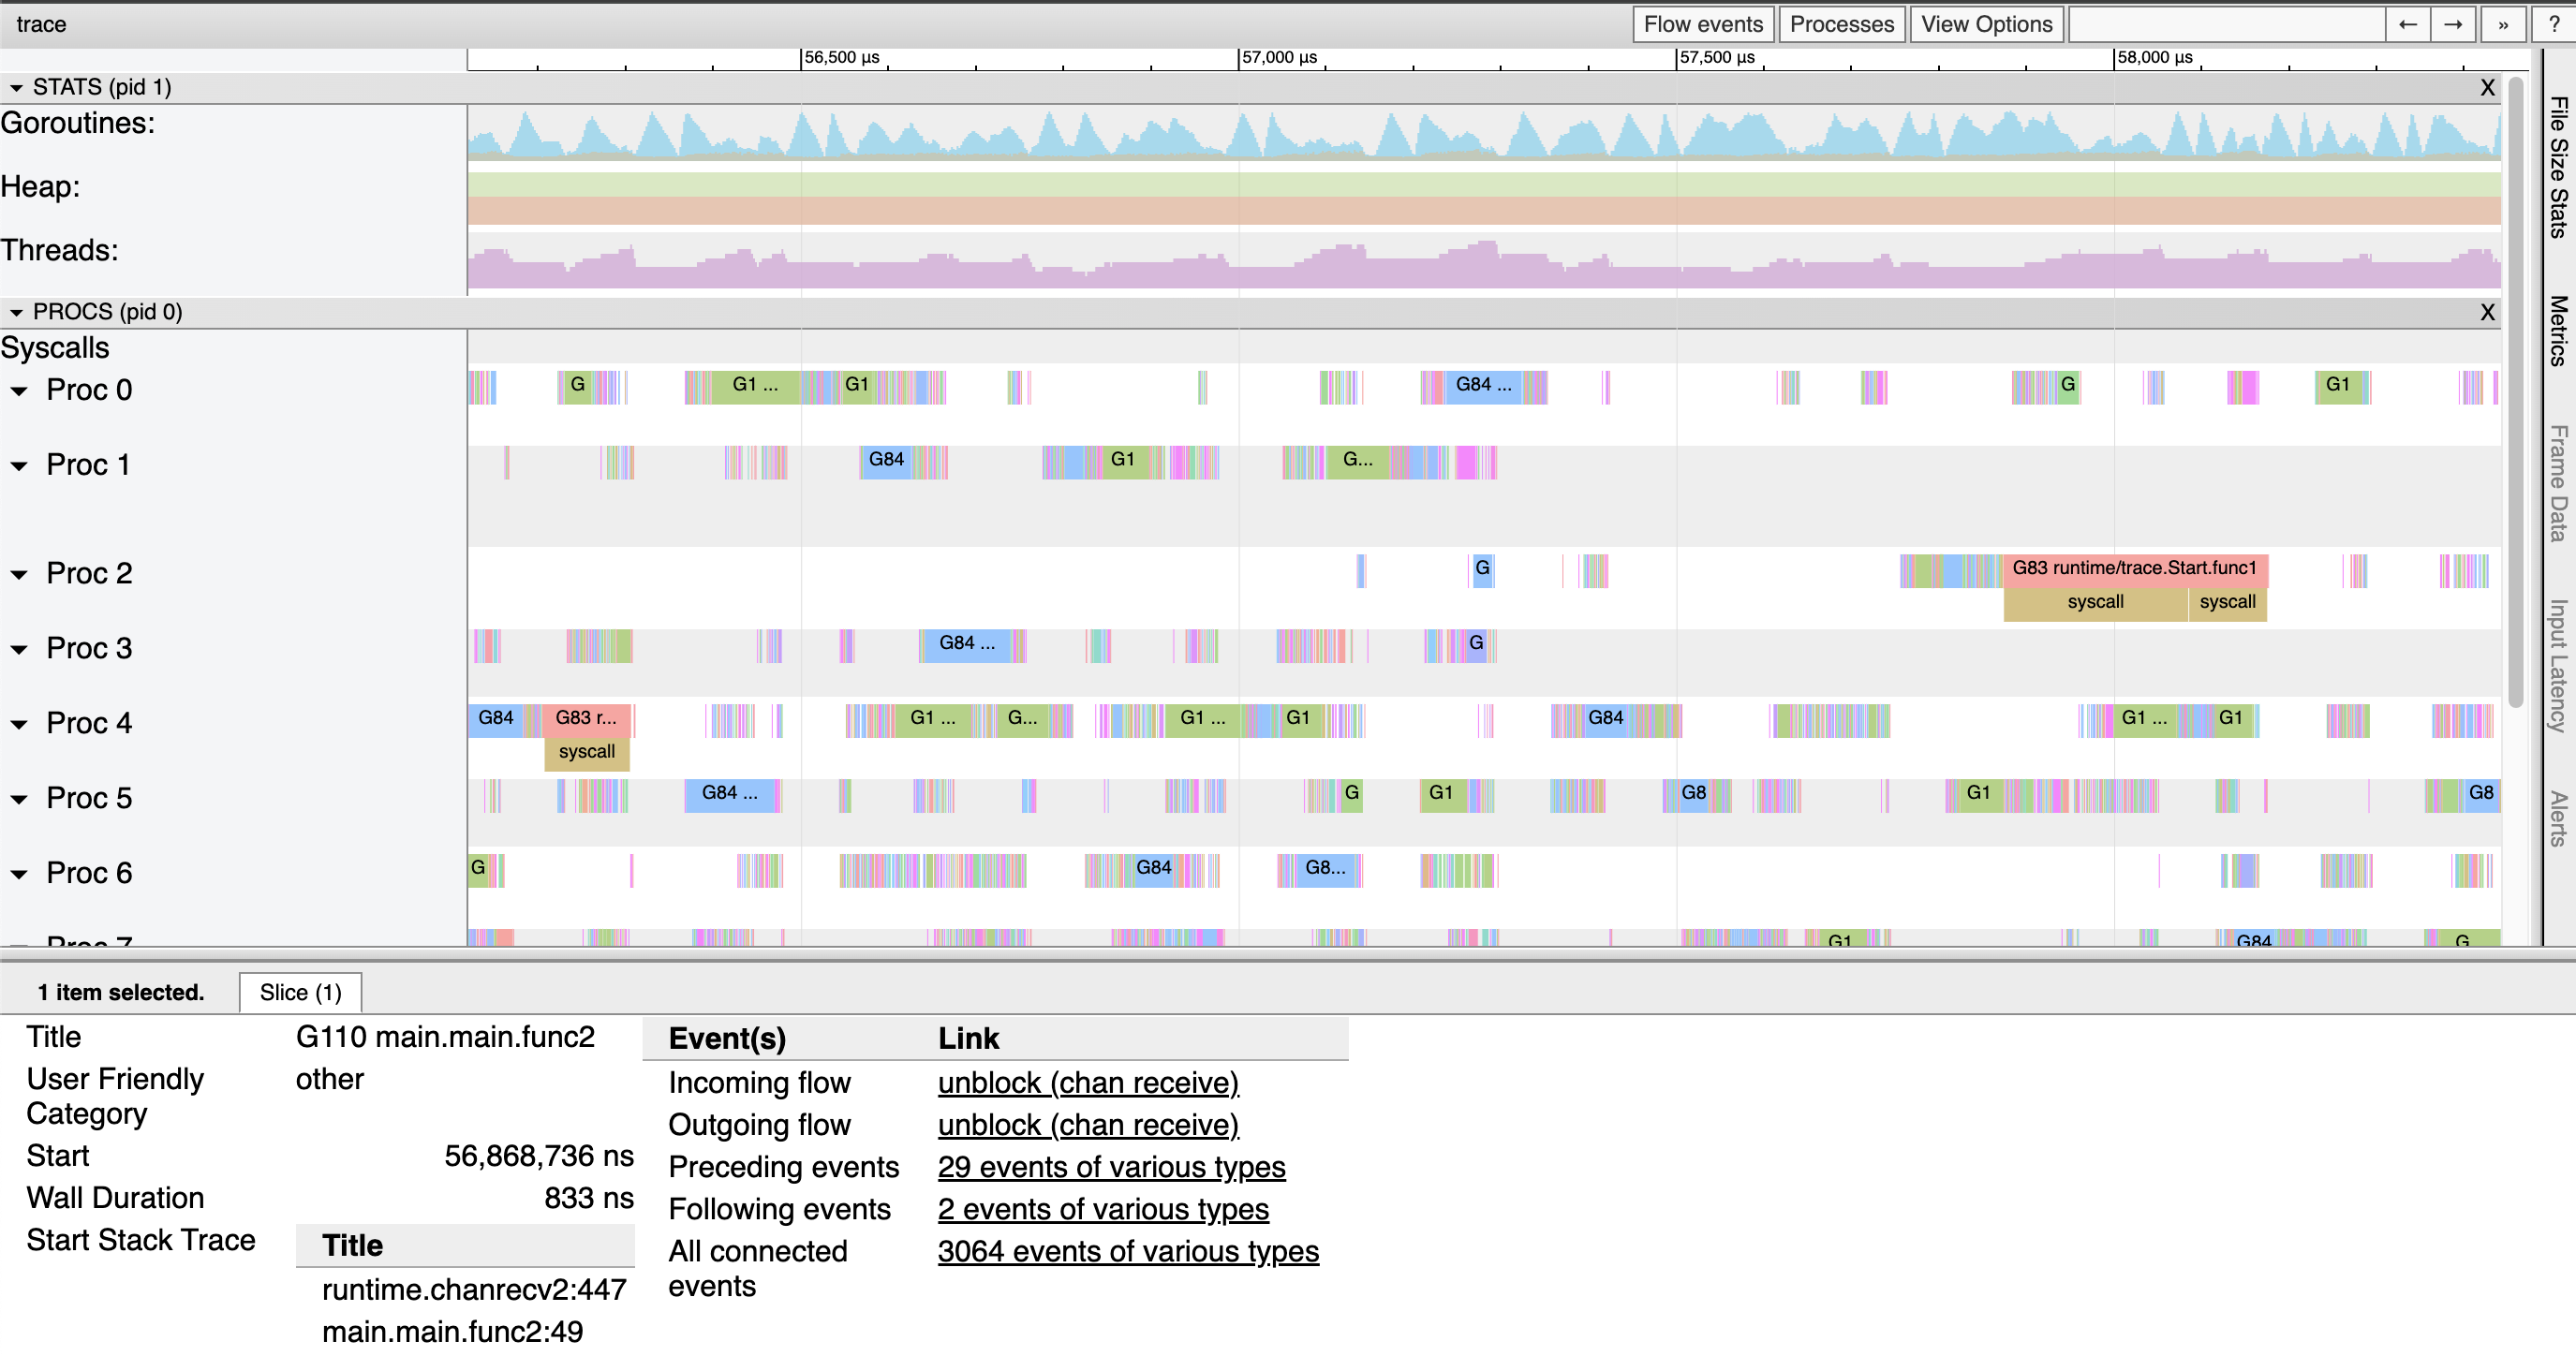 trace
Flow events Processes View Options ← → » ?
56,500 µs 57,000 µs 57,500 µs 58,000 µs
STATS (pid 1) X
Goroutines:
Heap:
Threads:
PROCS (pid 0) X
Syscalls
Proc 0 G G1 ... G1 G84 ... G G1
Proc 1 G84 G1 G...
Proc 2 G G83 runtime/trace.Start.func1
syscall syscall
Proc 3 G84 ... G
Proc 4 G84 G83 r... G1 ... G... G1 ... G1 G84 G1 ... G1
syscall
Proc 5 G84 ... G G1 G8 G1 G8
Proc 6 G G84 G8...
Proc 7 G1 G84 G
File Size Stats
Metrics
Frame Data
Input Latency
Alerts
1 item selected. Slice (1)
Title G110 main.main.func2
User Friendly Category other
Start 56,868,736 ns
Wall Duration 833 ns
Start Stack Trace Title
runtime.chanrecv2:447
main.main.func2:49
Event(s) Link
Incoming flow unblock (chan receive)
Outgoing flow unblock (chan receive)
Preceding events 29 events of various types
Following events 2 events of various types
All connected events 3064 events of various types